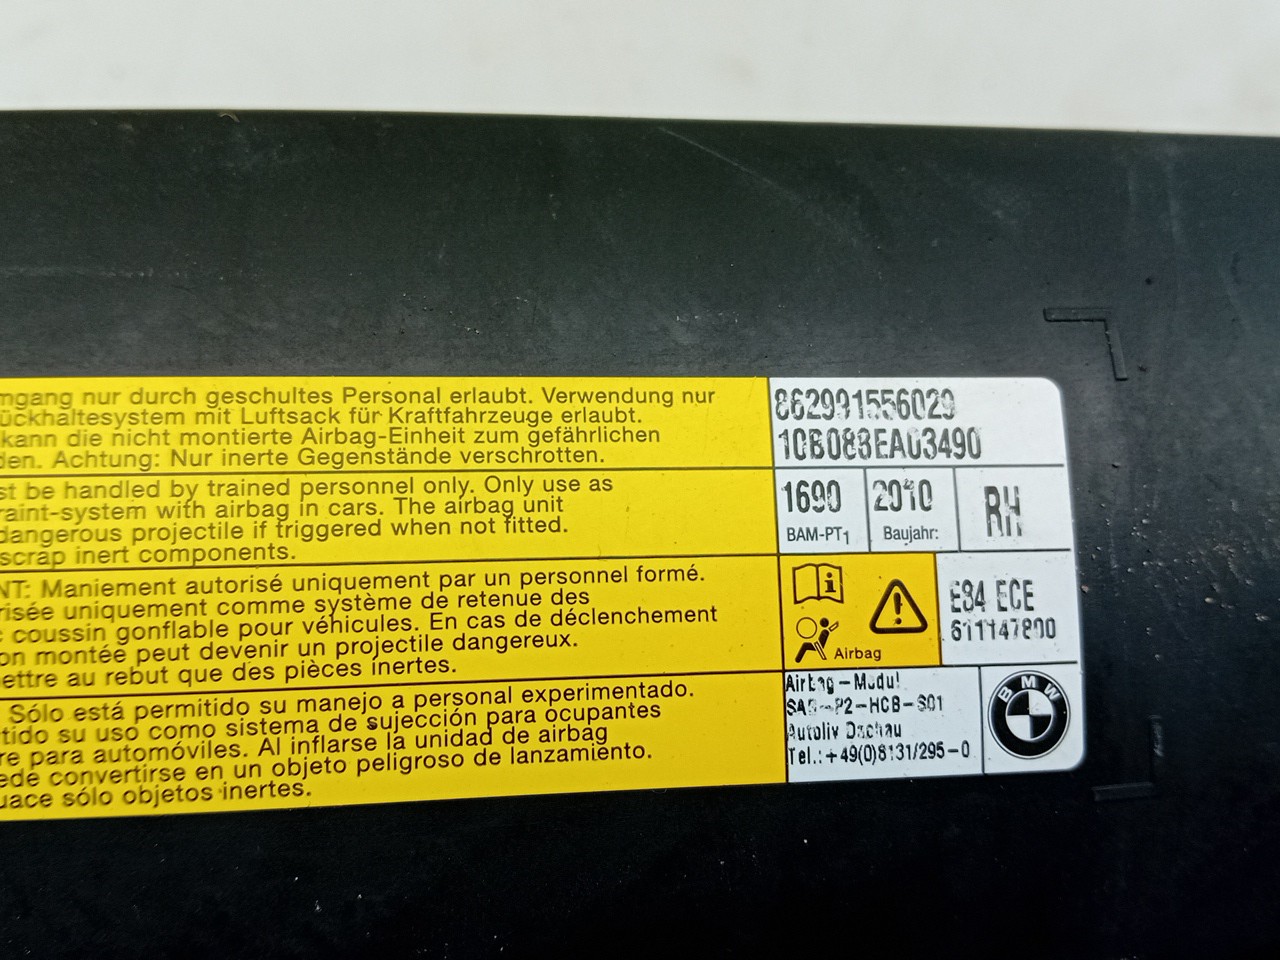 mgang nur durch geschultes Personal erlaubt. Verwendung nur
ückhaltesystem mit Luftsack für Kraftfahrzeuge erlaubt.
kann die nicht montierte Airbag-Einheit zum gefährlichen
den. Achtung: Nur inerte Gegenstände verschrotten.
862991556029
10B088EA03490
st be handled by trained personnel only. Only use as
raint-system with airbag in cars. The airbag unit
dangerous projectile if triggered when not fitted.
scrap inert components.
1690
BAM-PT1
2010
Baujahr:
RH
NT: Maniement autorisé uniquement par un personnel formé.
risée uniquement comme système de retenue des
c coussin gonflable pour véhicules. En cas de déclenchement
on montée peut devenir un projectile dangereux.
ettre au rebut que des pièces inertes.
Airbag
E84 ECE
611147800
Sólo está permitido su manejo a personal experimentado.
tido su uso como sistema de sujección para ocupantes
re para automóviles. Al inflarse la unidad de airbag
ede convertirse en un objeto peligroso de lanzamiento.
uace sólo objetos inertes.
Airbag-Modul
SAB-P2-HCB-S01
Autoliv Dachau
Tel.:+49(0)8131/295-0
BMW